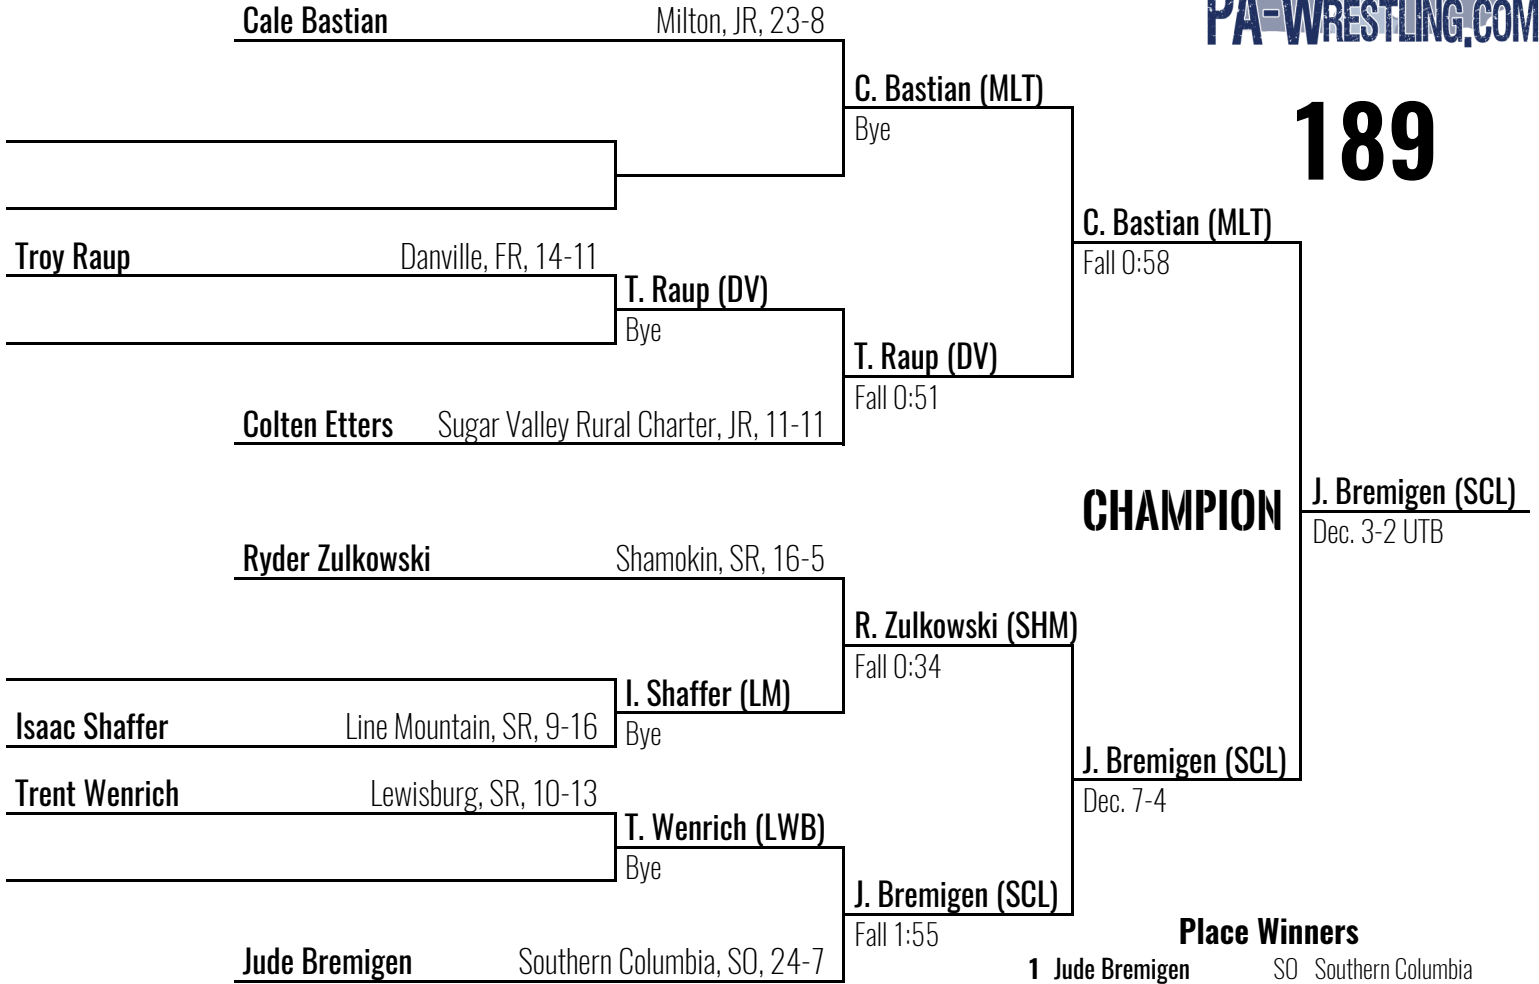 Cale Bastian Milton, JR, 23-8
PA-WRESTLING.COM
C. Bastian (MLT)
Bye
189
C. Bastian (MLT)
Fall 0:58
Troy Raup Danville, FR, 14-11
T. Raup (DV)
Bye
T. Raup (DV)
Fall 0:51
Colten Etters Sugar Valley Rural Charter, JR, 11-11
CHAMPION
J. Bremigen (SCL)
Dec. 3-2 UTB
Ryder Zulkowski Shamokin, SR, 16-5
R. Zulkowski (SHM)
Fall 0:34
I. Shaffer (LM)
Bye
Isaac Shaffer Line Mountain, SR, 9-16
J. Bremigen (SCL)
Dec. 7-4
Trent Wenrich Lewisburg, SR, 10-13
T. Wenrich (LWB)
Bye
J. Bremigen (SCL)
Fall 1:55
Jude Bremigen Southern Columbia, SO, 24-7
Place Winners
1 Jude Bremigen SO Southern Columbia